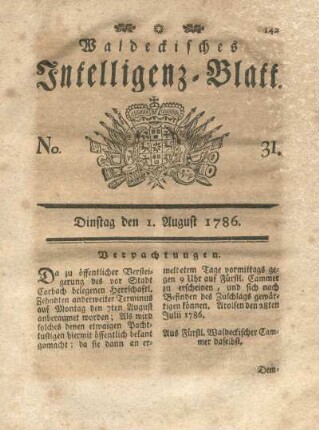 142
Waldeckisches
Intelligenz-Blatt.
No. 31.
Dinstag den 1. August 1786.
Verpachtungen.
Da zu öffentlicher Verstei-
gerung des vor Stadt
Corbach belegenen Herrschaftl.
Zehndten anderweiter Terminus
auf Montag den 7ten August
anberaumet worden; Als wird
solches denen etwaigen Pacht-
lustigen hiermit öffentlich bekant
gemacht: da sie dann an er-
meldetem Tage vormittags ge-
gen 9 Uhr auf Fürstl. Cammer
zu erscheinen, und sich nach
Befinden des Zuschlags gewär-
tigen können. Arolsen den 28ten
Julii 1786.
Aus Fürstl. Waldeckischer Cam-
mer daselbst.
Dem-